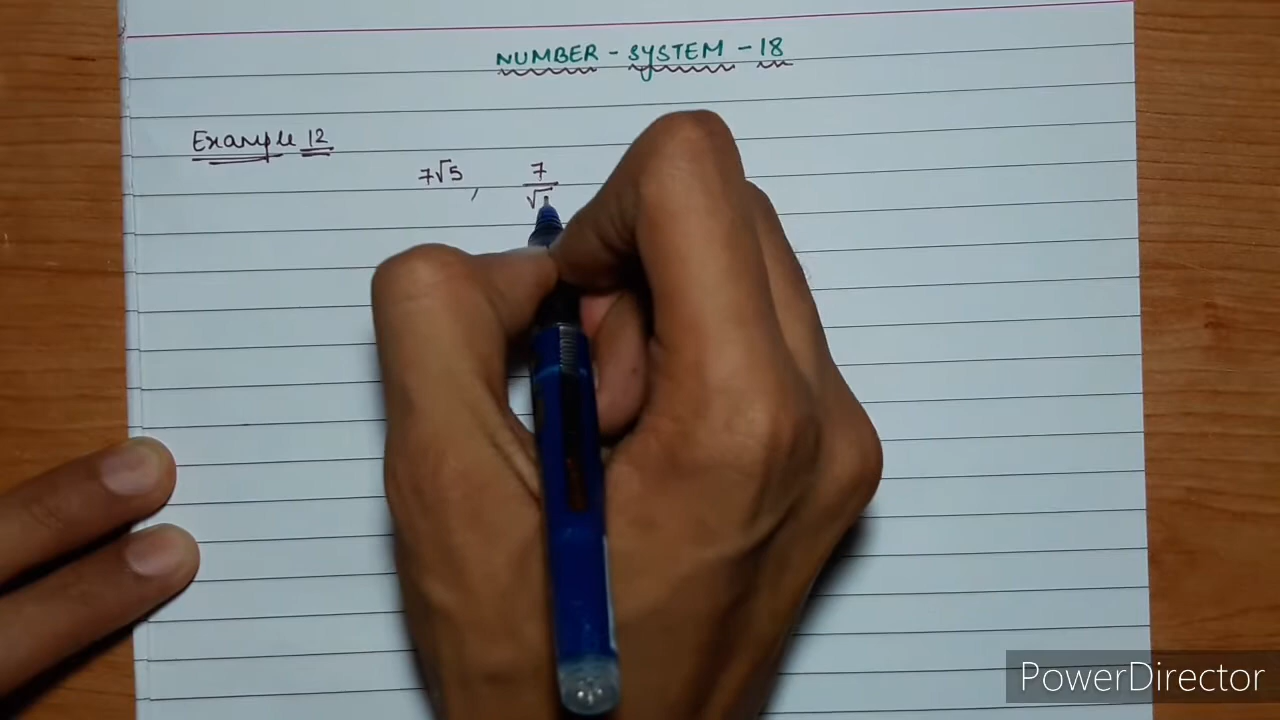 NUMBER - SYSTEM - 18
Example 12
7√5, 7/√
PowerDirector